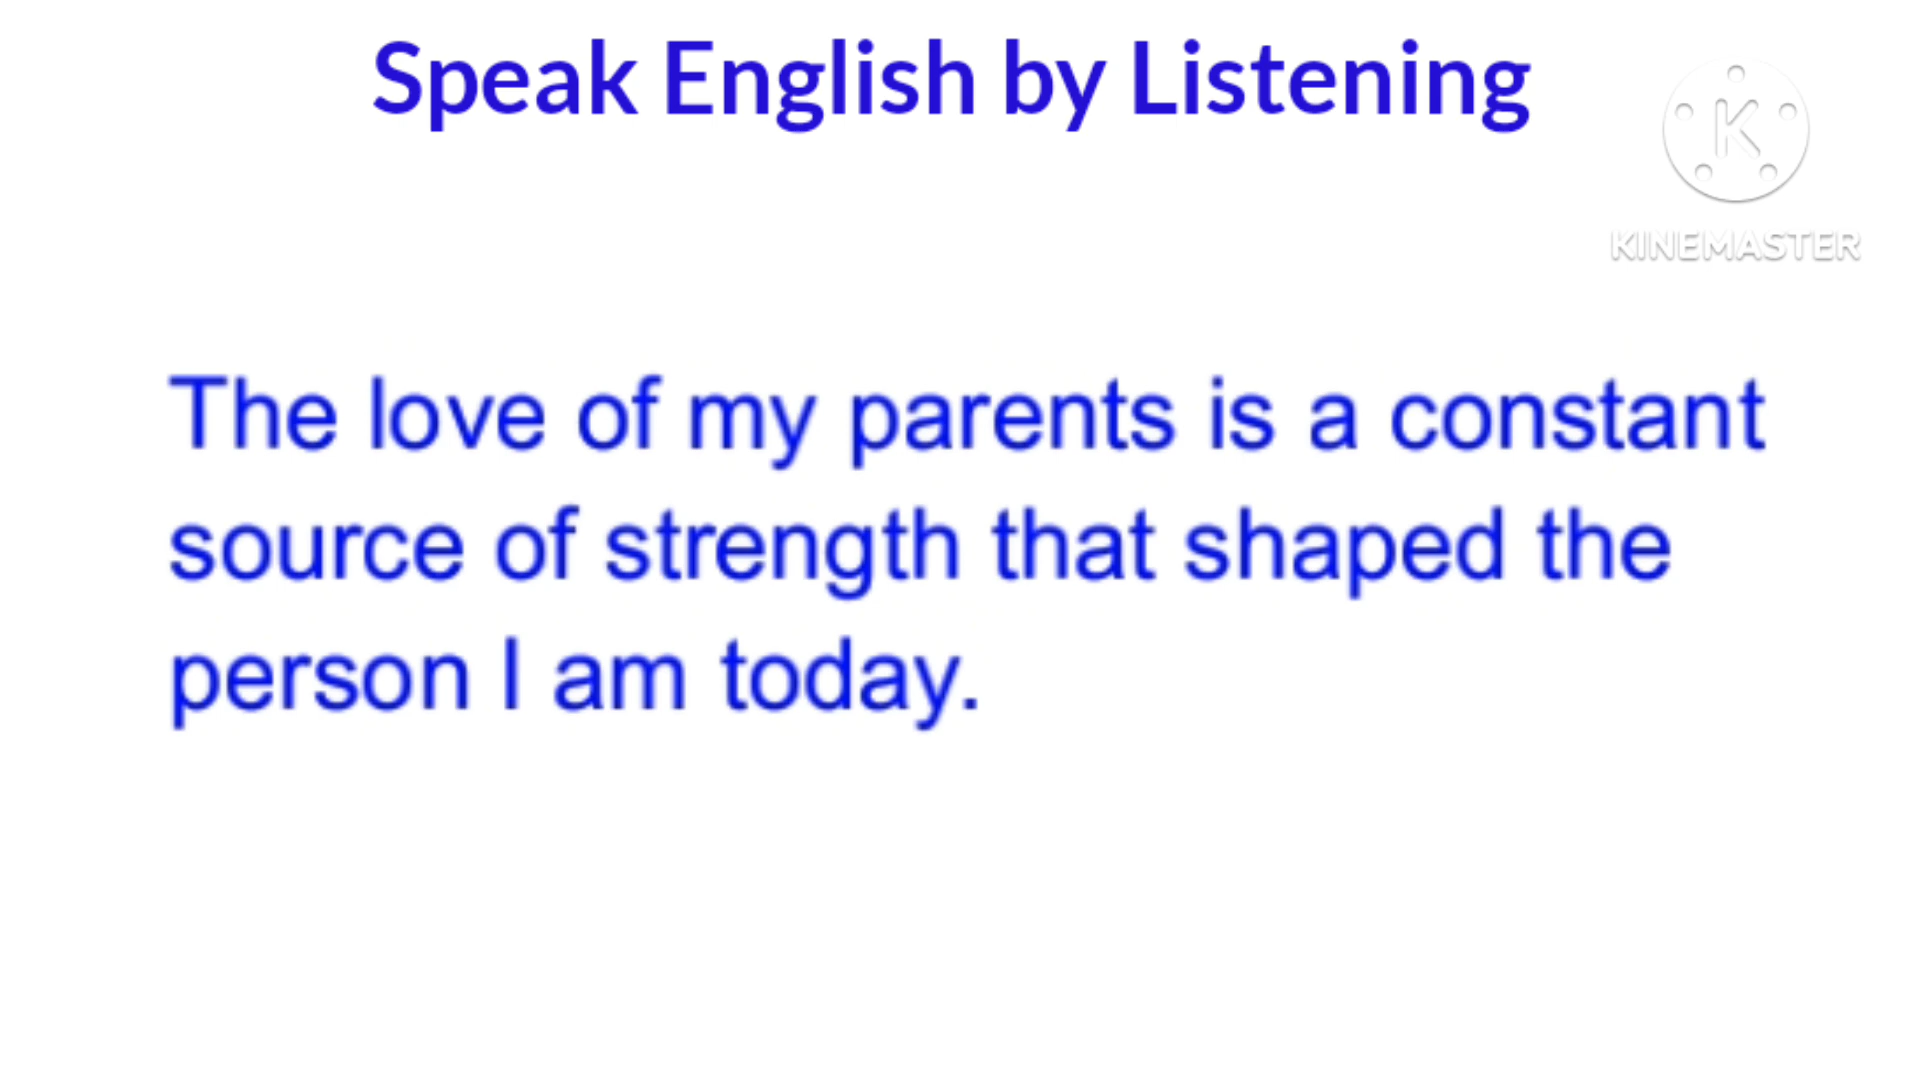 Speak English by Listening
K
KINEMASTER
The love of my parents is a constant
source of strength that shaped the
person I am today.